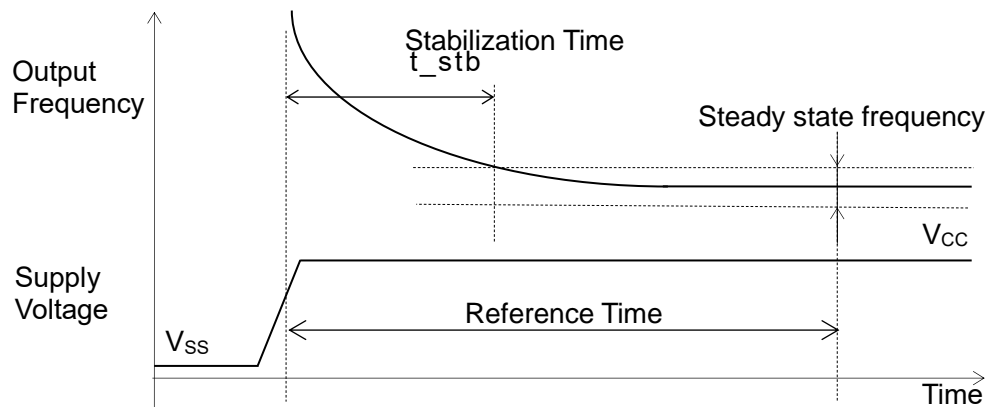 Stabilization Time
t_stb
Output
Frequency
Steady state frequency
VCC
Supply
Voltage
Reference Time
VSS
Time